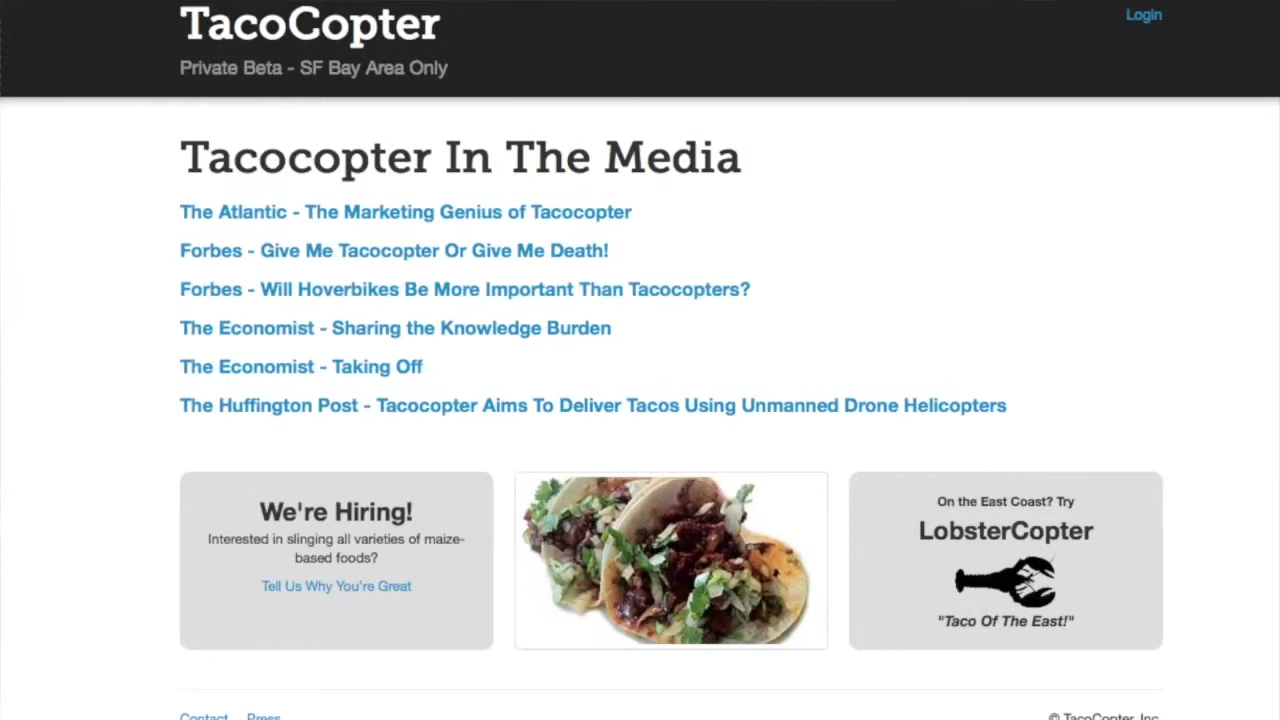 TacoCopter
Login
Private Beta - SF Bay Area Only
Tacocopter In The Media
The Atlantic - The Marketing Genius of Tacocopter
Forbes - Give Me Tacocopter Or Give Me Death!
Forbes - Will Hoverbikes Be More Important Than Tacocopters?
The Economist - Sharing the Knowledge Burden
The Economist - Taking Off
The Huffington Post - Tacocopter Aims To Deliver Tacos Using Unmanned Drone Helicopters
We're Hiring!
Interested in slinging all varieties of maize-
based foods?
Tell Us Why You're Great
On the East Coast? Try
LobsterCopter
"Taco Of The East!"
Contact Press
© TacoCopter, Inc.